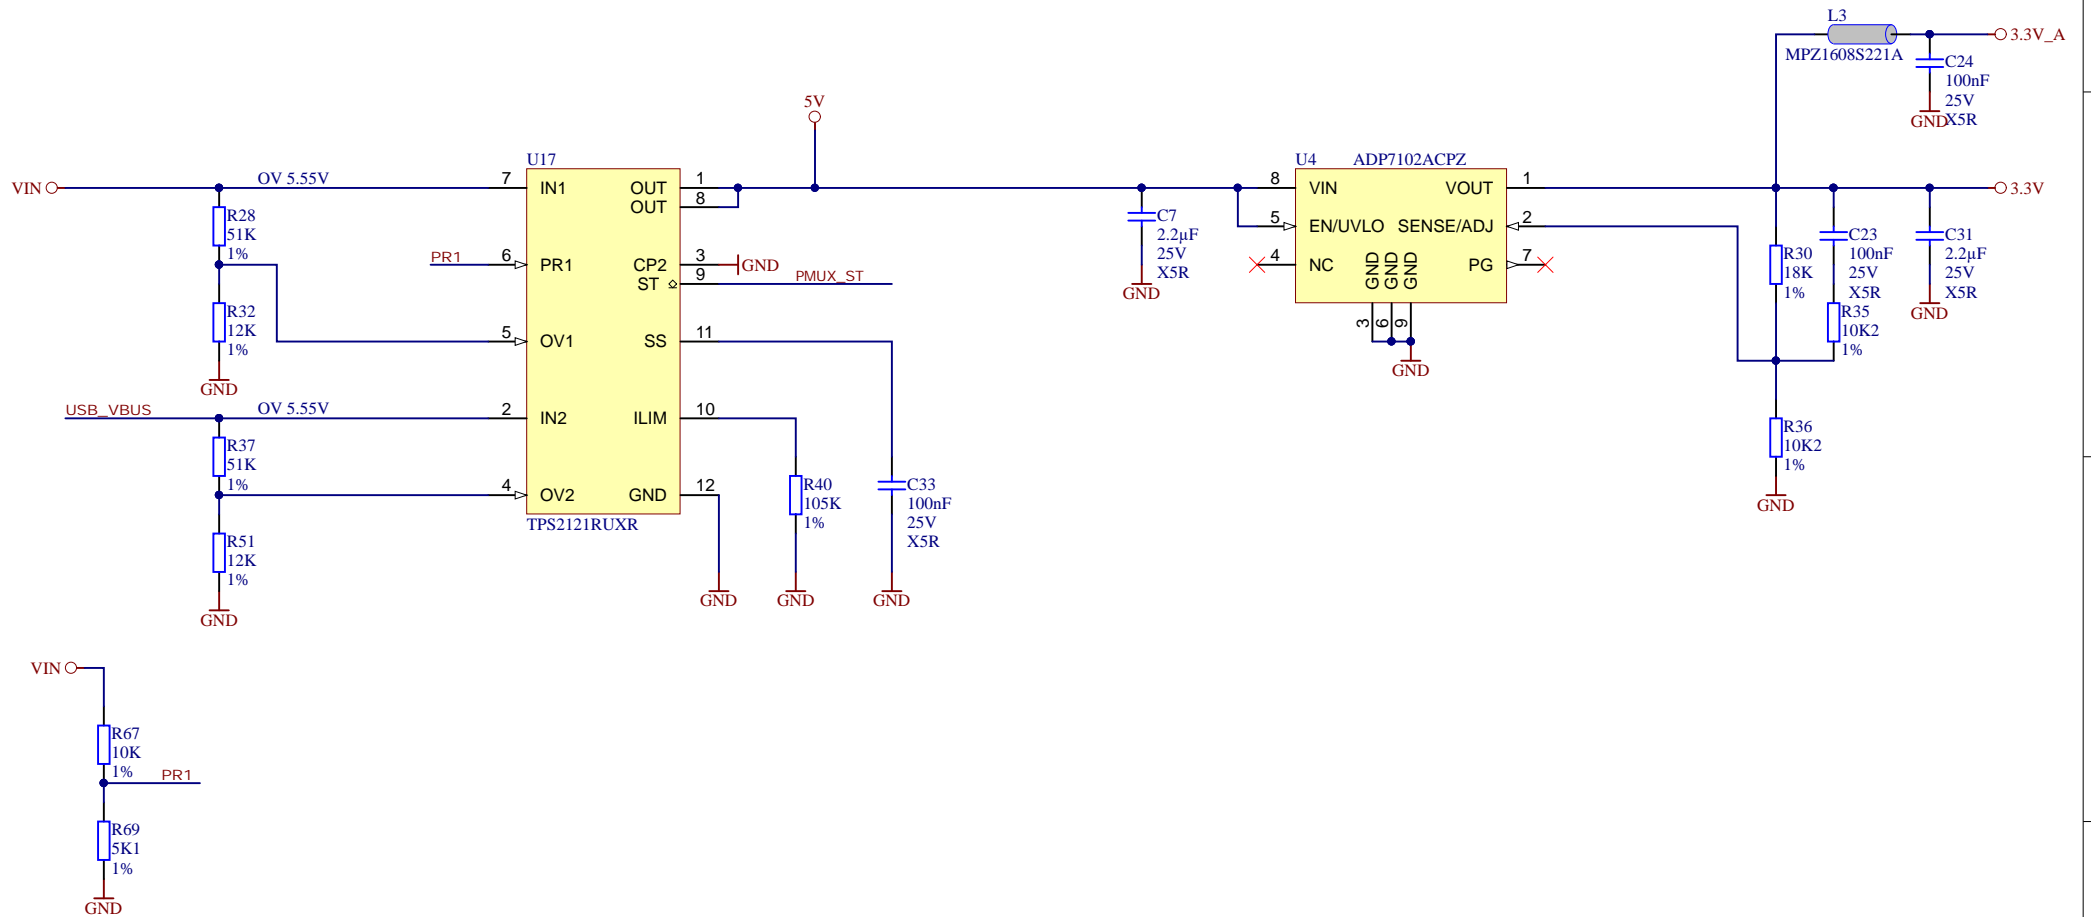 L3
MPZ1608S221A
3.3V_A
C24
100nF
25V
X5R
GND
5V
VIN
OV 5.55V
R28
51K
1%
R32
12K
1%
GND
USB_VBUS
OV 5.55V
R37
51K
1%
R51
12K
1%
GND
PR1
U17
7 IN1
6 PR1
5 OV1
2 IN2
4 OV2
OUT 1
OUT 8
CP2 3
ST 9
SS 11
ILIM 10
GND 12
TPS2121RUXR
GND
PMUX_ST
R40
105K
1%
C33
100nF
25V
X5R
GND
GND
GND
C7
2.2µF
25V
X5R
GND
U4
ADP7102ACPZ
8 VIN
5 EN/UVLO
4 NC
VOUT 1
SENSE/ADJ 2
PG 7
GND
GND
GND
3
6
9
GND
3.3V
R30
18K
1%
C23
100nF
25V
X5R
R35
10K2
1%
C31
2.2µF
25V
X5R
GND
R36
10K2
1%
GND
VIN
R67
10K
1%
PR1
R69
5K1
1%
GND